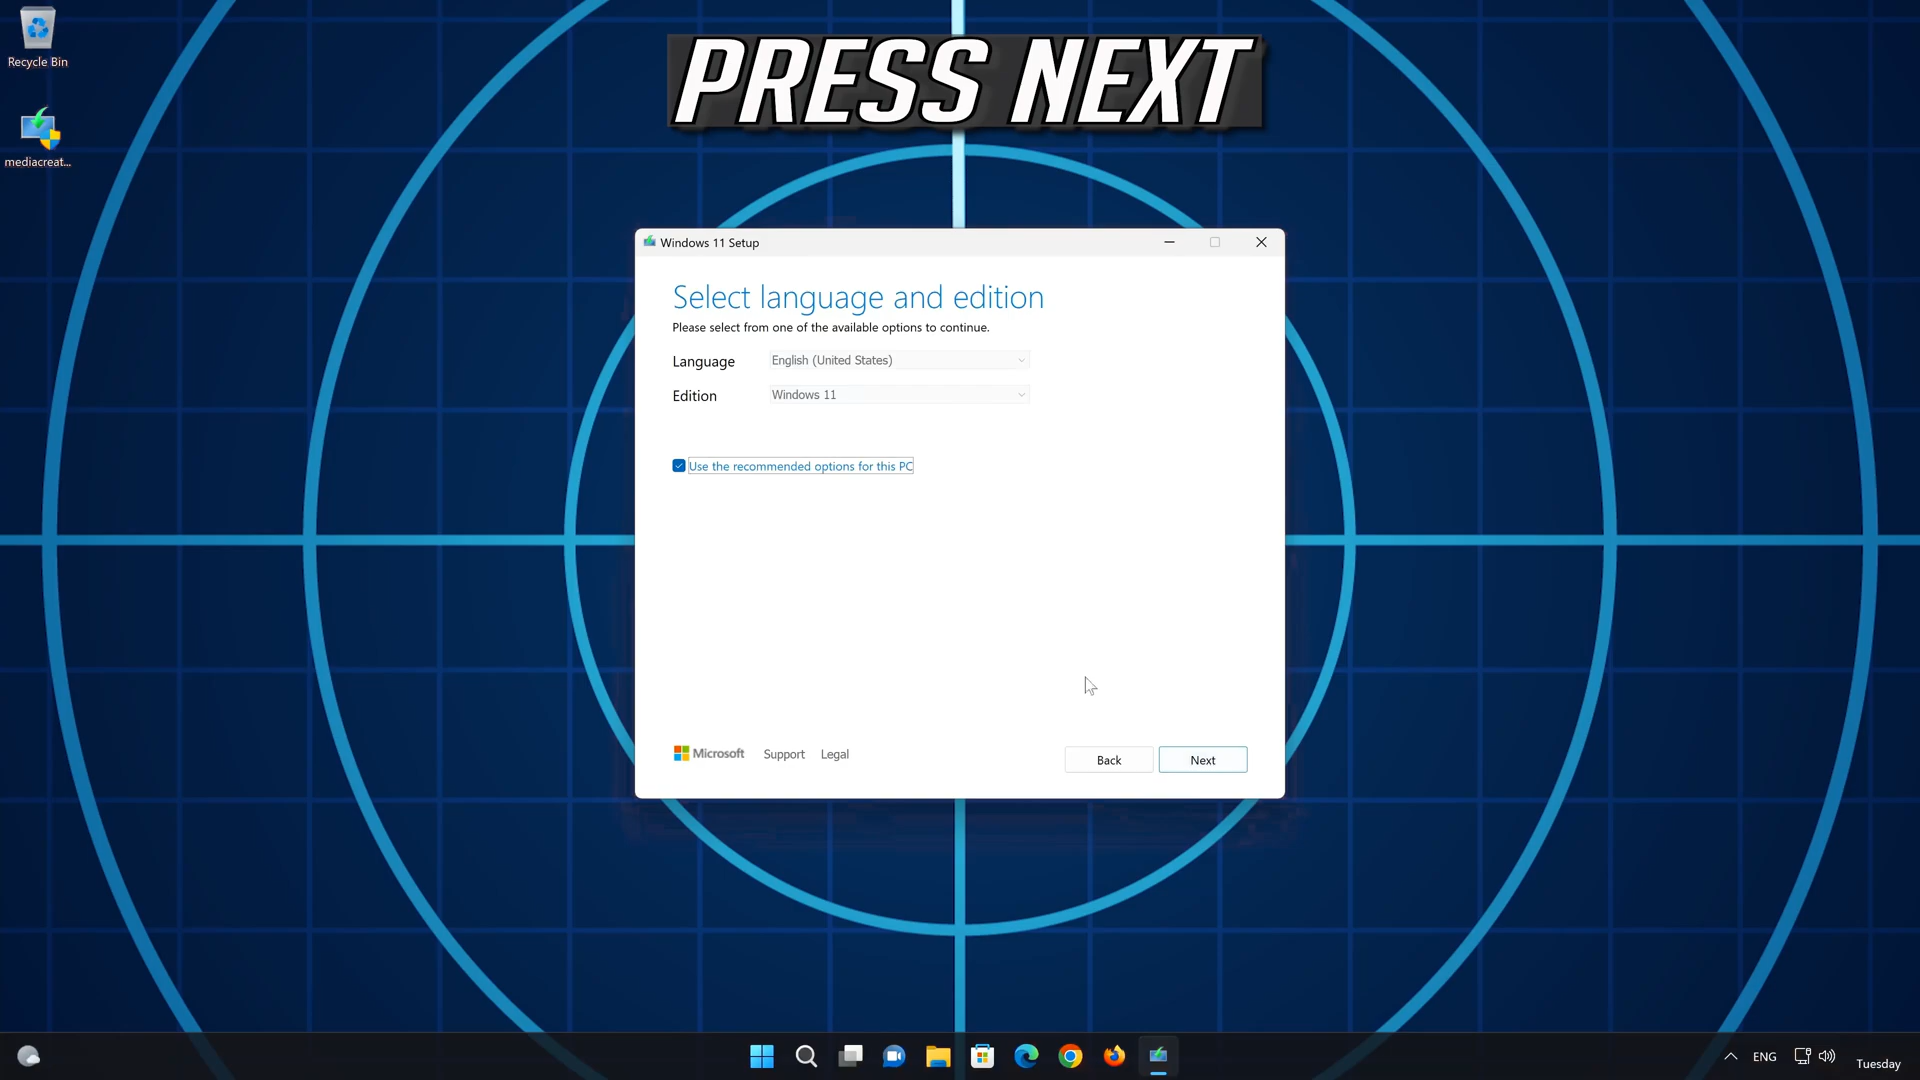 Recycle Bin
mediacreat...
PRESS NEXT
Windows 11 Setup
Select language and edition
Please select from one of the available options to continue.
Language
English (United States)
Edition
Windows 11
Use the recommended options for this PC
Microsoft
Support
Legal
Back
Next
ENG
Tuesday